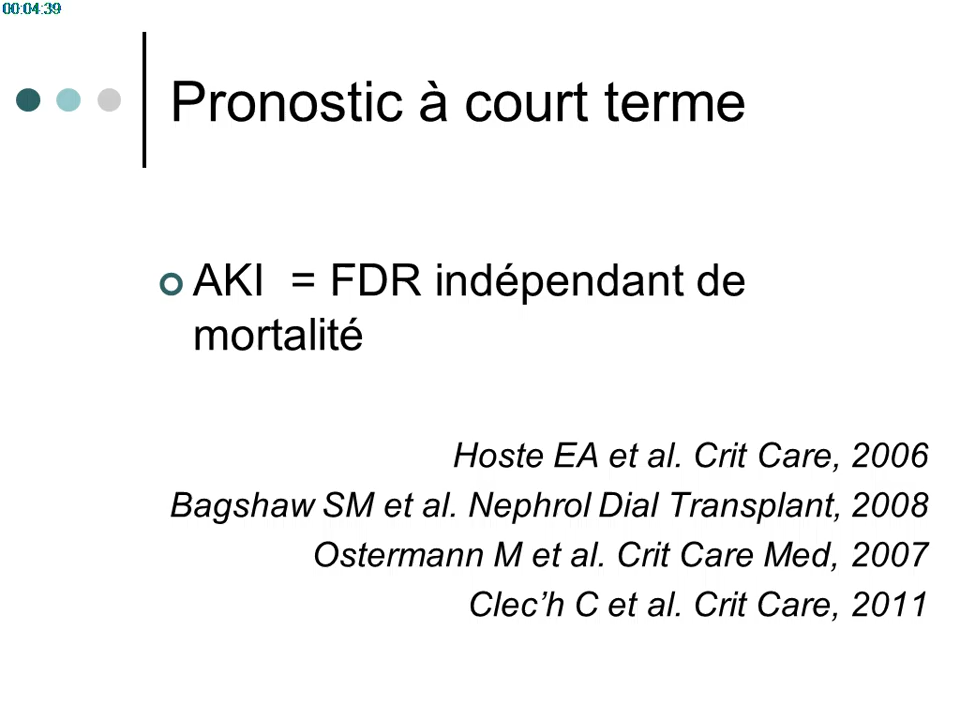 00:04:39
Pronostic à court terme
AKI = FDR indépendant de
mortalité
Hoste EA et al. Crit Care, 2006
Bagshaw SM et al. Nephrol Dial Transplant, 2008
Ostermann M et al. Crit Care Med, 2007
Clec’h C et al. Crit Care, 2011